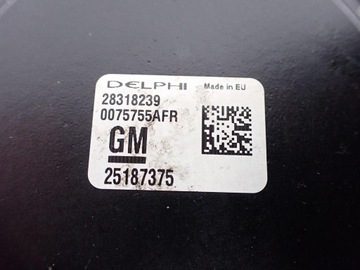 DELPHI Made in EU
28318239
0075755AFR
GM
25187375